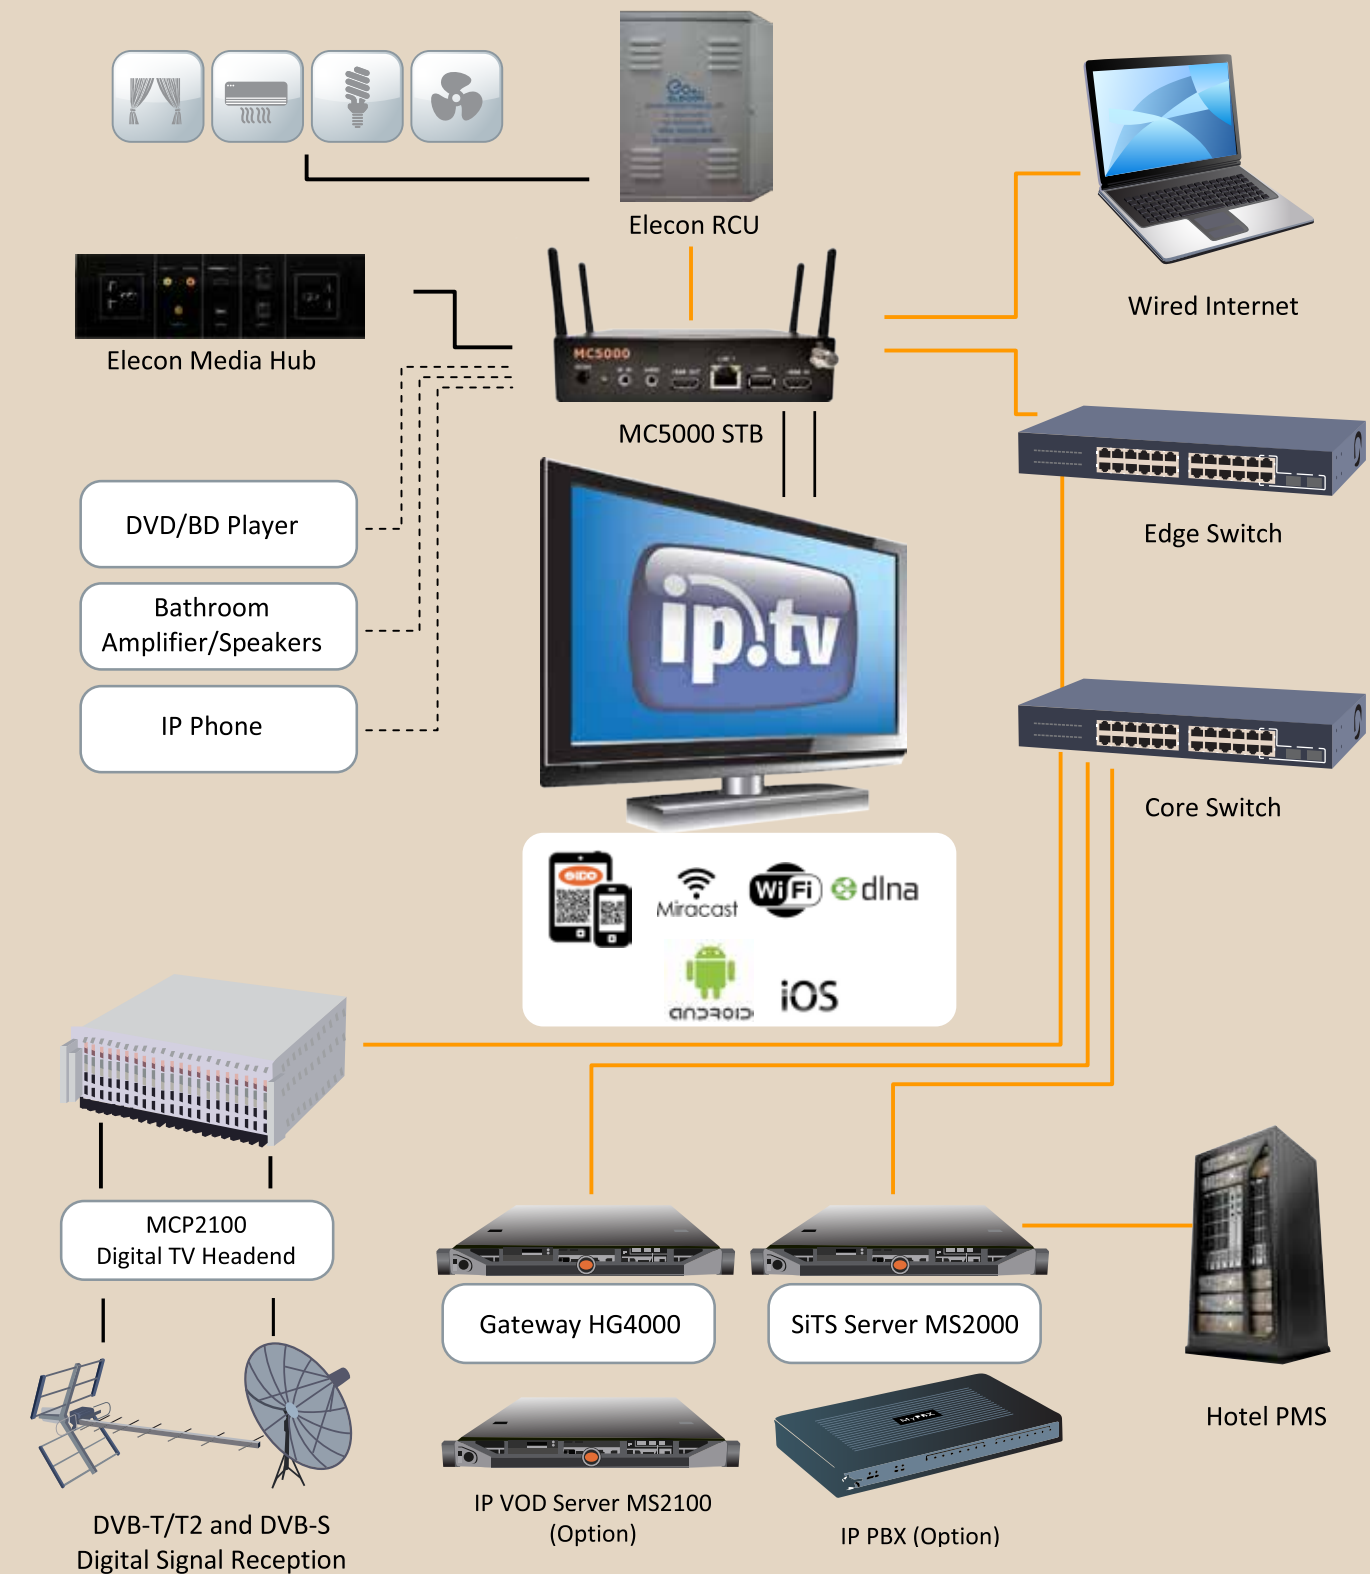 Elecon RCU
Wired Internet
Elecon Media Hub
MC5000
MC5000 STB
Edge Switch
DVD/BD Player
Bathroom
Amplifier/Speakers
IP Phone
ip.tv
Core Switch
Miracast
WiFi
dlna
android
iOS
MCP2100
Digital TV Headend
Gateway HG4000
SiTS Server MS2000
MyPBX
Hotel PMS
IP VOD Server MS2100
(Option)
IP PBX (Option)
DVB-T/T2 and DVB-S
Digital Signal Reception